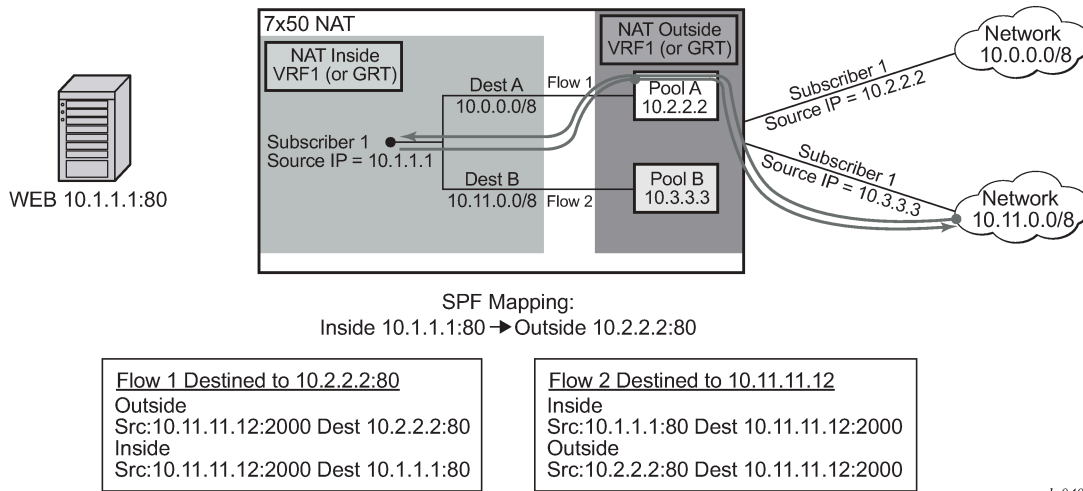 7x50 NAT
NAT Inside
VRF1 (or GRT)
NAT Outside
VRF1 (or GRT)
Network
10.0.0.0/8
Dest A
10.0.0.0/8
Flow 1
Pool A
10.2.2.2
Subscriber 1
Source IP = 10.2.2.2
Subscriber 1
Source IP = 10.1.1.1
WEB 10.1.1.1:80
Dest B
10.11.0.0/8
Flow 2
Pool B
10.3.3.3
Subscriber 1
Source IP = 10.3.3.3
Network
10.11.0.0/8
SPF Mapping:
Inside 10.1.1.1:80 → Outside 10.2.2.2:80
Flow 1 Destined to 10.2.2.2:80
Outside
Src:10.11.11.12:2000 Dest 10.2.2.2:80
Inside
Src:10.11.11.12:2000 Dest 10.1.1.1:80
Flow 2 Destined to 10.11.11.12
Inside
Src:10.1.1.1:80 Dest 10.11.11.12:2000
Outside
Src:10.2.2.2:80 Dest 10.11.11.12:2000